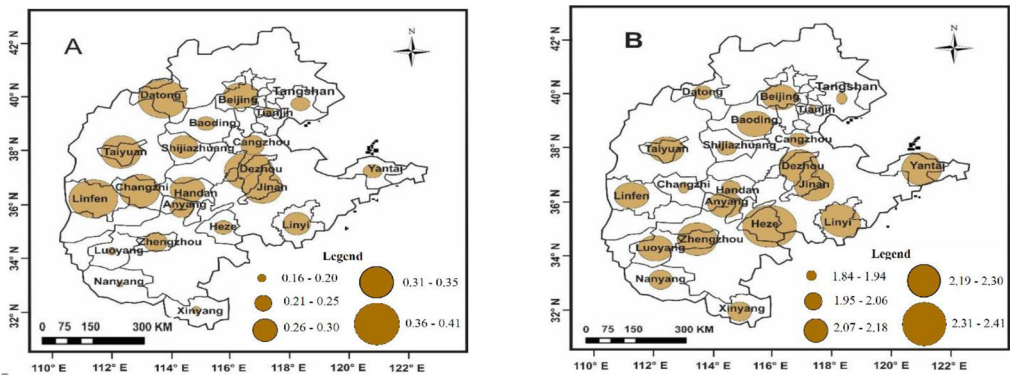 A
N
42° N
40° N
38° N
36° N
34° N
32° N
Datong
Beijing
Tangshan
Tianjin
Baoding
Cangzhou
Taiyuan
Shijiazhuang
Dezhou
Yantai
Linfen
Changzhi
Handan
Jinan
Anyang
Heze
Linyi
Luoyang
Zhengzhou
Nanyang
Xinyang
Legend
0.16 - 0.20
0.21 - 0.25
0.26 - 0.30
0.31 - 0.35
0.36 - 0.41
0 75 150 300 KM
110° E 112° E 114° E 116° E 118° E 120° E 122° E
B
N
42° N
40° N
38° N
36° N
34° N
32° N
Datong
Beijing
Tangshan
Tianjin
Baoding
Cangzhou
Taiyuan
Shijiazhuang
Dezhou
Yantai
Linfen
Changzhi
Handan
Jinan
Anyang
Heze
Linyi
Luoyang
Zhengzhou
Nanyang
Xinyang
Legend
1.84 - 1.94
1.95 - 2.06
2.07 - 2.18
2.19 - 2.30
2.31 - 2.41
0 75 150 300 KM
110° E 112° E 114° E 116° E 118° E 120° E 122° E